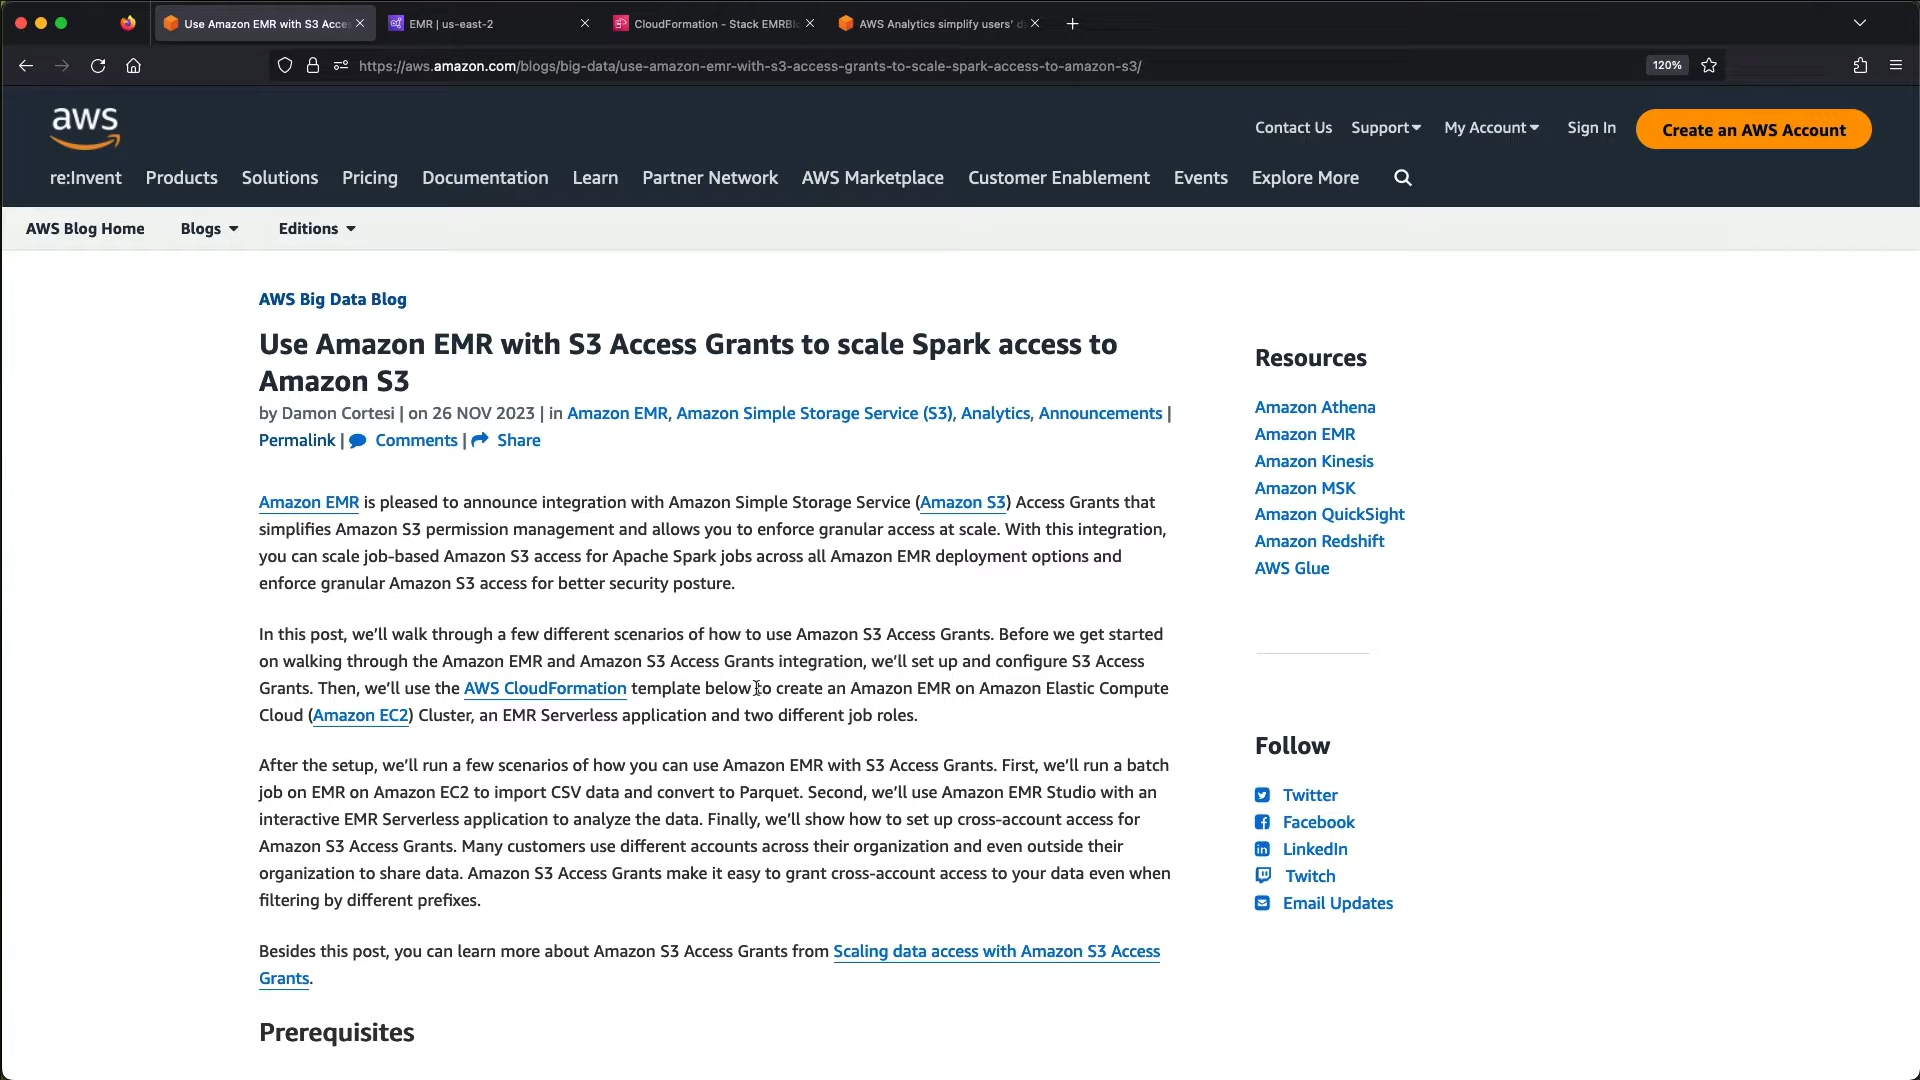 Use Amazon EMR with S3 Acce
EMR | us-east-2
CloudFormation - Stack EMRBl
AWS Analytics simplify users' d
https://aws.amazon.com/blogs/big-data/use-amazon-emr-with-s3-access-grants-to-scale-spark-access-to-amazon-s3/
120%
aws
Contact Us Support My Account Sign In Create an AWS Account
re:Invent Products Solutions Pricing Documentation Learn Partner Network AWS Marketplace Customer Enablement Events Explore More
AWS Blog Home Blogs Editions
AWS Big Data Blog
Use Amazon EMR with S3 Access Grants to scale Spark access to
Amazon S3
by Damon Cortesi | on 26 NOV 2023 | in Amazon EMR, Amazon Simple Storage Service (S3), Analytics, Announcements |
Permalink | Comments | Share
Amazon EMR is pleased to announce integration with Amazon Simple Storage Service (Amazon S3) Access Grants that
simplifies Amazon S3 permission management and allows you to enforce granular access at scale. With this integration,
you can scale job-based Amazon S3 access for Apache Spark jobs across all Amazon EMR deployment options and
enforce granular Amazon S3 access for better security posture.
In this post, we’ll walk through a few different scenarios of how to use Amazon S3 Access Grants. Before we get started
on walking through the Amazon EMR and Amazon S3 Access Grants integration, we’ll set up and configure S3 Access
Grants. Then, we’ll use the AWS CloudFormation template below to create an Amazon EMR on Amazon Elastic Compute
Cloud (Amazon EC2) Cluster, an EMR Serverless application and two different job roles.
After the setup, we’ll run a few scenarios of how you can use Amazon EMR with S3 Access Grants. First, we’ll run a batch
job on EMR on Amazon EC2 to import CSV data and convert to Parquet. Second, we’ll use Amazon EMR Studio with an
interactive EMR Serverless application to analyze the data. Finally, we’ll show how to set up cross-account access for
Amazon S3 Access Grants. Many customers use different accounts across their organization and even outside their
organization to share data. Amazon S3 Access Grants make it easy to grant cross-account access to your data even when
filtering by different prefixes.
Besides this post, you can learn more about Amazon S3 Access Grants from Scaling data access with Amazon S3 Access
Grants.
Prerequisites
Resources
Amazon Athena
Amazon EMR
Amazon Kinesis
Amazon MSK
Amazon QuickSight
Amazon Redshift
AWS Glue
Follow
Twitter
Facebook
LinkedIn
Twitch
Email Updates